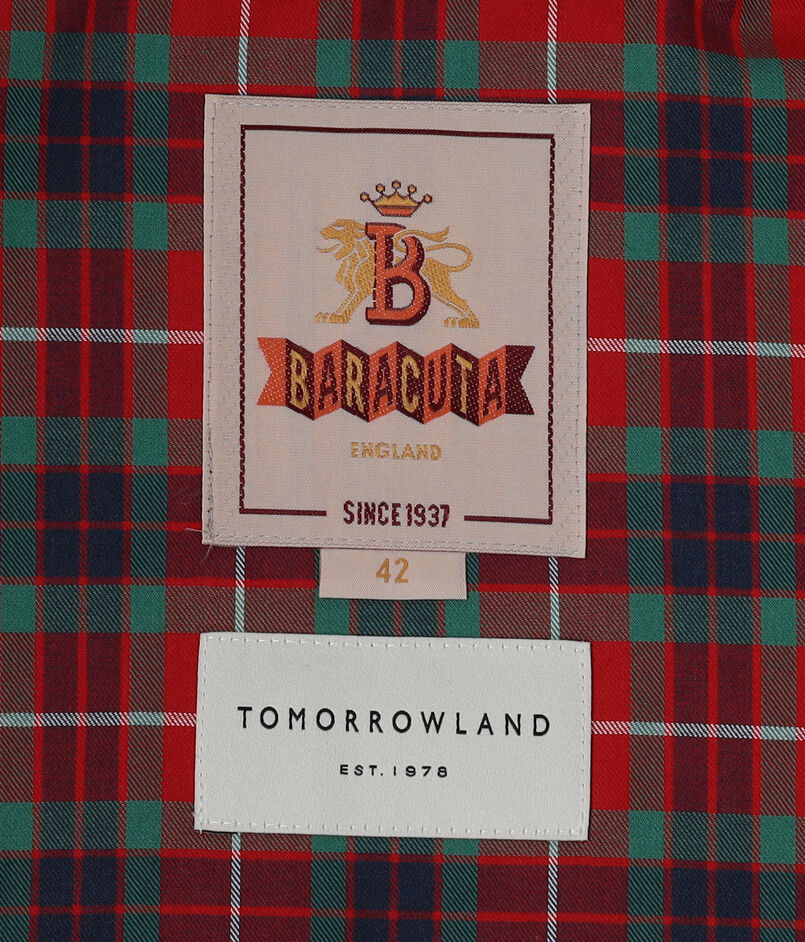 B
BARACUTA
ENGLAND
SINCE 1937
42
TOMORROWLAND
EST. 1978